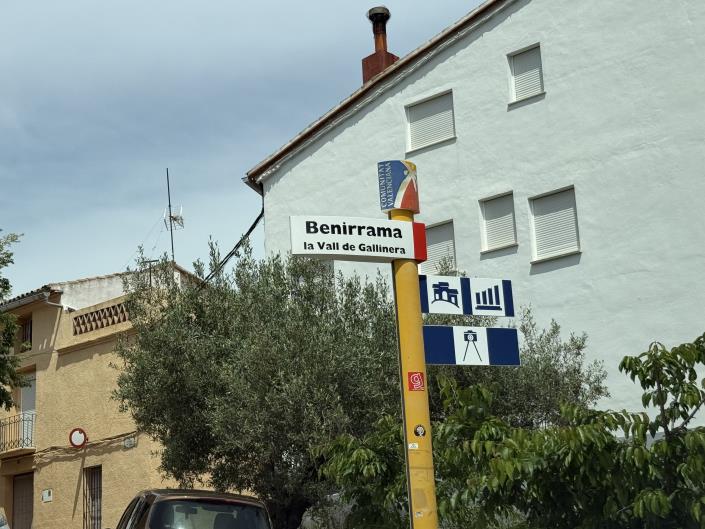 COMUNITAT
VALENCIANA
Benirrama
la Vall de Gallinera